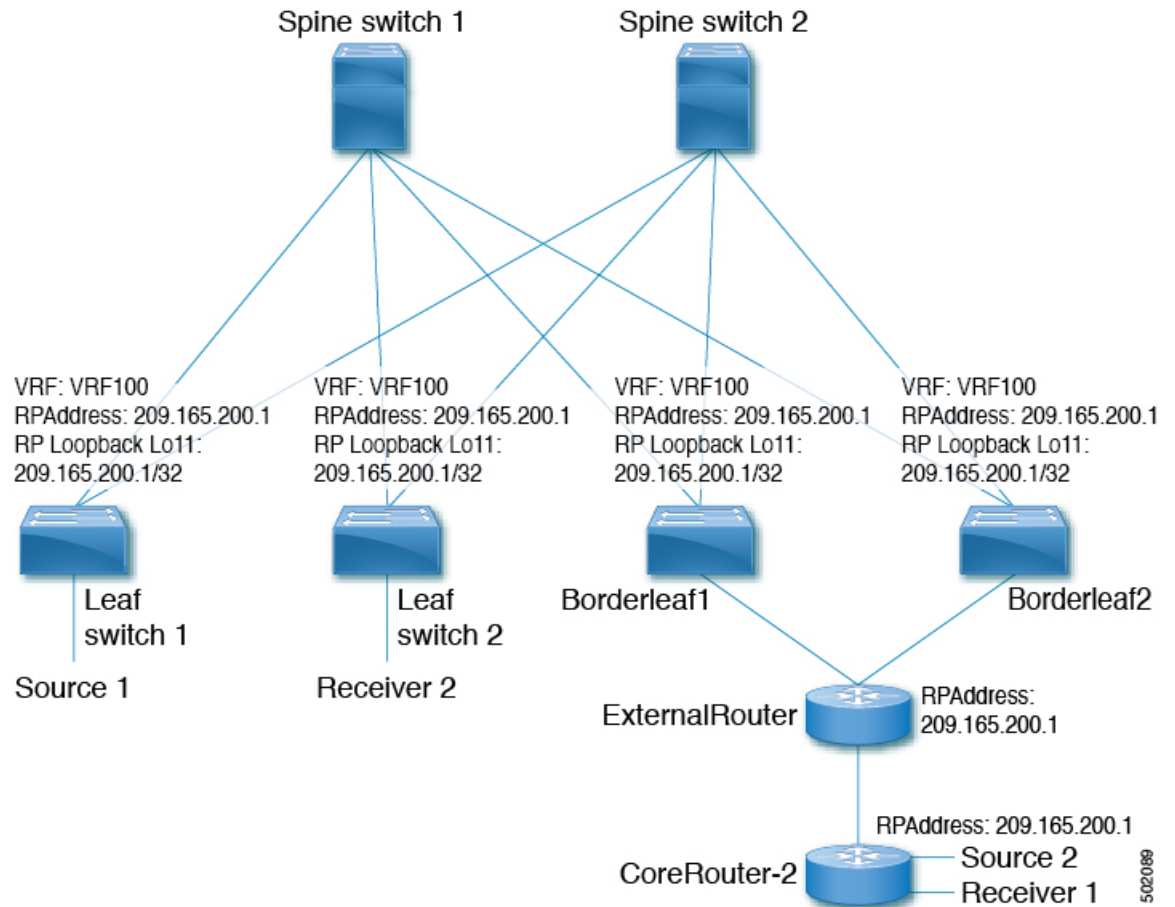 Spine switch 1
Spine switch 2
VRF: VRF100
RPAddress: 209.165.200.1
RP Loopback Lo11:
209.165.200.1/32
VRF: VRF100
RPAddress: 209.165.200.1
RP Loopback Lo11:
209.165.200.1/32
VRF: VRF100
RPAddress: 209.165.200.1
RP Loopback Lo11:
209.165.200.1/32
VRF: VRF100
RPAddress: 209.165.200.1
RP Loopback Lo11:
209.165.200.1/32
Leaf
switch 1
Source 1
Leaf
switch 2
Receiver 2
Borderleaf1
Borderleaf2
ExternalRouter
RPAddress:
209.165.200.1
RPAddress: 209.165.200.1
CoreRouter-2
Source 2
Receiver 1
502089